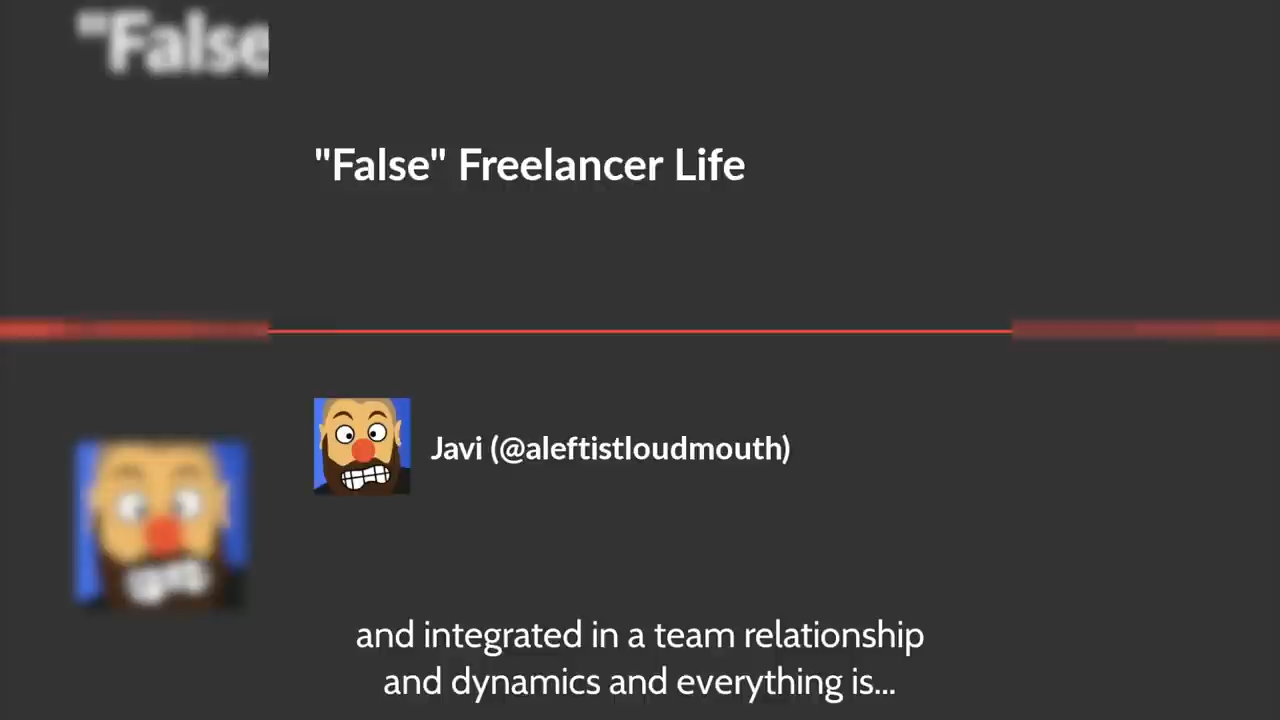 "False
"False" Freelancer Life
Javi (@aleftistloudmouth)
and integrated in a team relationship
and dynamics and everything is...